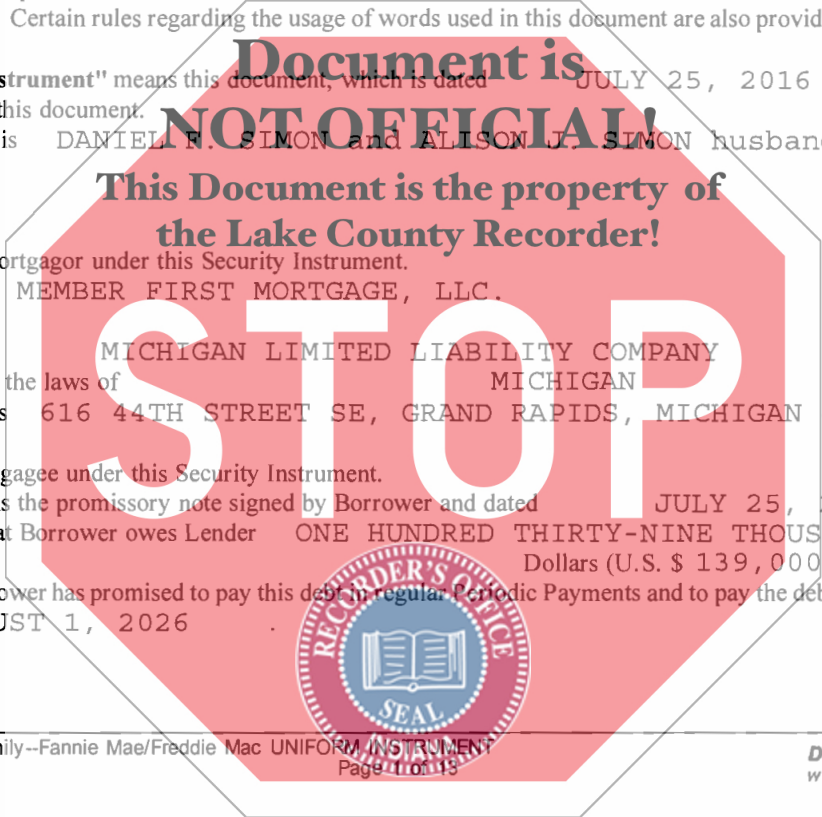 Certain rules regarding the usage of words used in this document are also provid
Document is
strument" means this document, which is dated JULY 25, 2016
this document.
NOT OFFICIAL!
is DANIEL F. SIMON and ALISON J. SIMON husban
This Document is the property of
the Lake County Recorder!
ortgagor under this Security Instrument.
MEMBER FIRST MORTGAGE, LLC.
STOP
MICHIGAN LIMITED LIABILITY COMPANY
the laws of MICHIGAN
s 616 44TH STREET SE, GRAND RAPIDS, MICHIGAN
gagee under this Security Instrument.
s the promissory note signed by Borrower and dated JULY 25,
at Borrower owes Lender ONE HUNDRED THIRTY-NINE THOUS
Dollars (U.S. $ 139,000
ower has promised to pay this debt in regular Periodic Payments and to pay the deb
UST 1, 2026 .
RECORDER'S OFFICE
SEAL
INDIANA
ily--Fannie Mae/Freddie Mac UNIFORM INSTRUMENT
Page 1 of 13
D
w